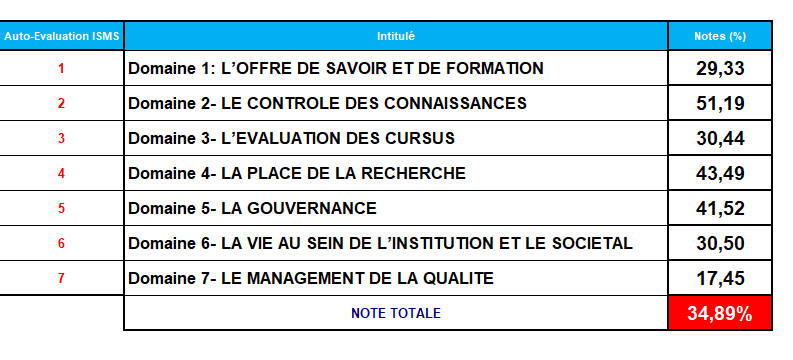 Auto-Evaluation ISMS Intitulé Notes (%)
1 Domaine 1: L’OFFRE DE SAVOIR ET DE FORMATION 29,33
2 Domaine 2- LE CONTROLE DES CONNAISSANCES 51,19
3 Domaine 3- L’EVALUATION DES CURSUS 30,44
4 Domaine 4- LA PLACE DE LA RECHERCHE 43,49
5 Domaine 5- LA GOUVERNANCE 41,52
6 Domaine 6- LA VIE AU SEIN DE L’INSTITUTION ET LE SOCIETAL 30,50
7 Domaine 7- LE MANAGEMENT DE LA QUALITE 17,45
NOTE TOTALE 34,89%